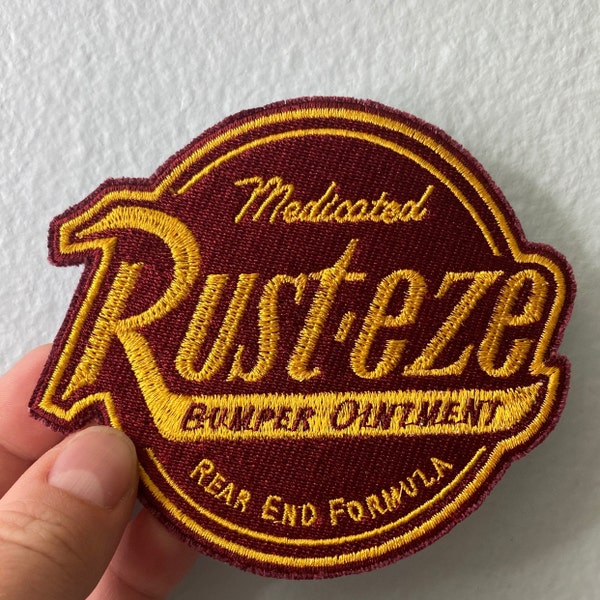 Medicated
Rust-eze
BUMPER OINTMENT
REAR END FORMULA